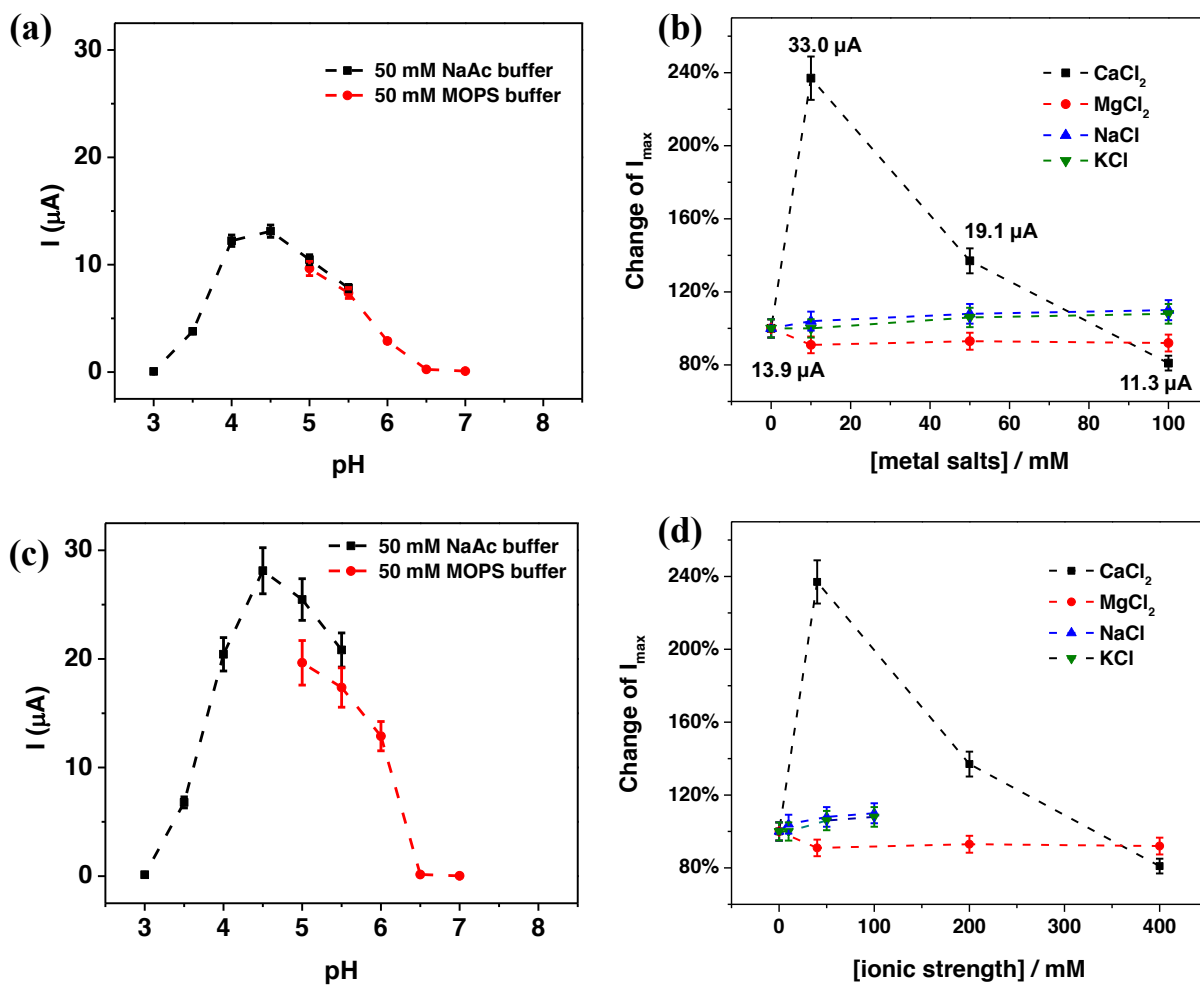 (a)
30
20
10
0
I (μA)
3 4 5 6 7 8
pH
50 mM NaAc buffer
50 mM MOPS buffer
(b)
240%
200%
160%
120%
80%
Change of Imax
0 20 40 60 80 100
[metal salts] / mM
33.0 μA
19.1 μA
13.9 μA
11.3 μA
CaCl2
MgCl2
NaCl
KCl
(c)
30
20
10
0
I (μA)
3 4 5 6 7 8
pH
50 mM NaAc buffer
50 mM MOPS buffer
(d)
240%
200%
160%
120%
80%
Change of Imax
0 100 200 300 400
[ionic strength] / mM
CaCl2
MgCl2
NaCl
KCl